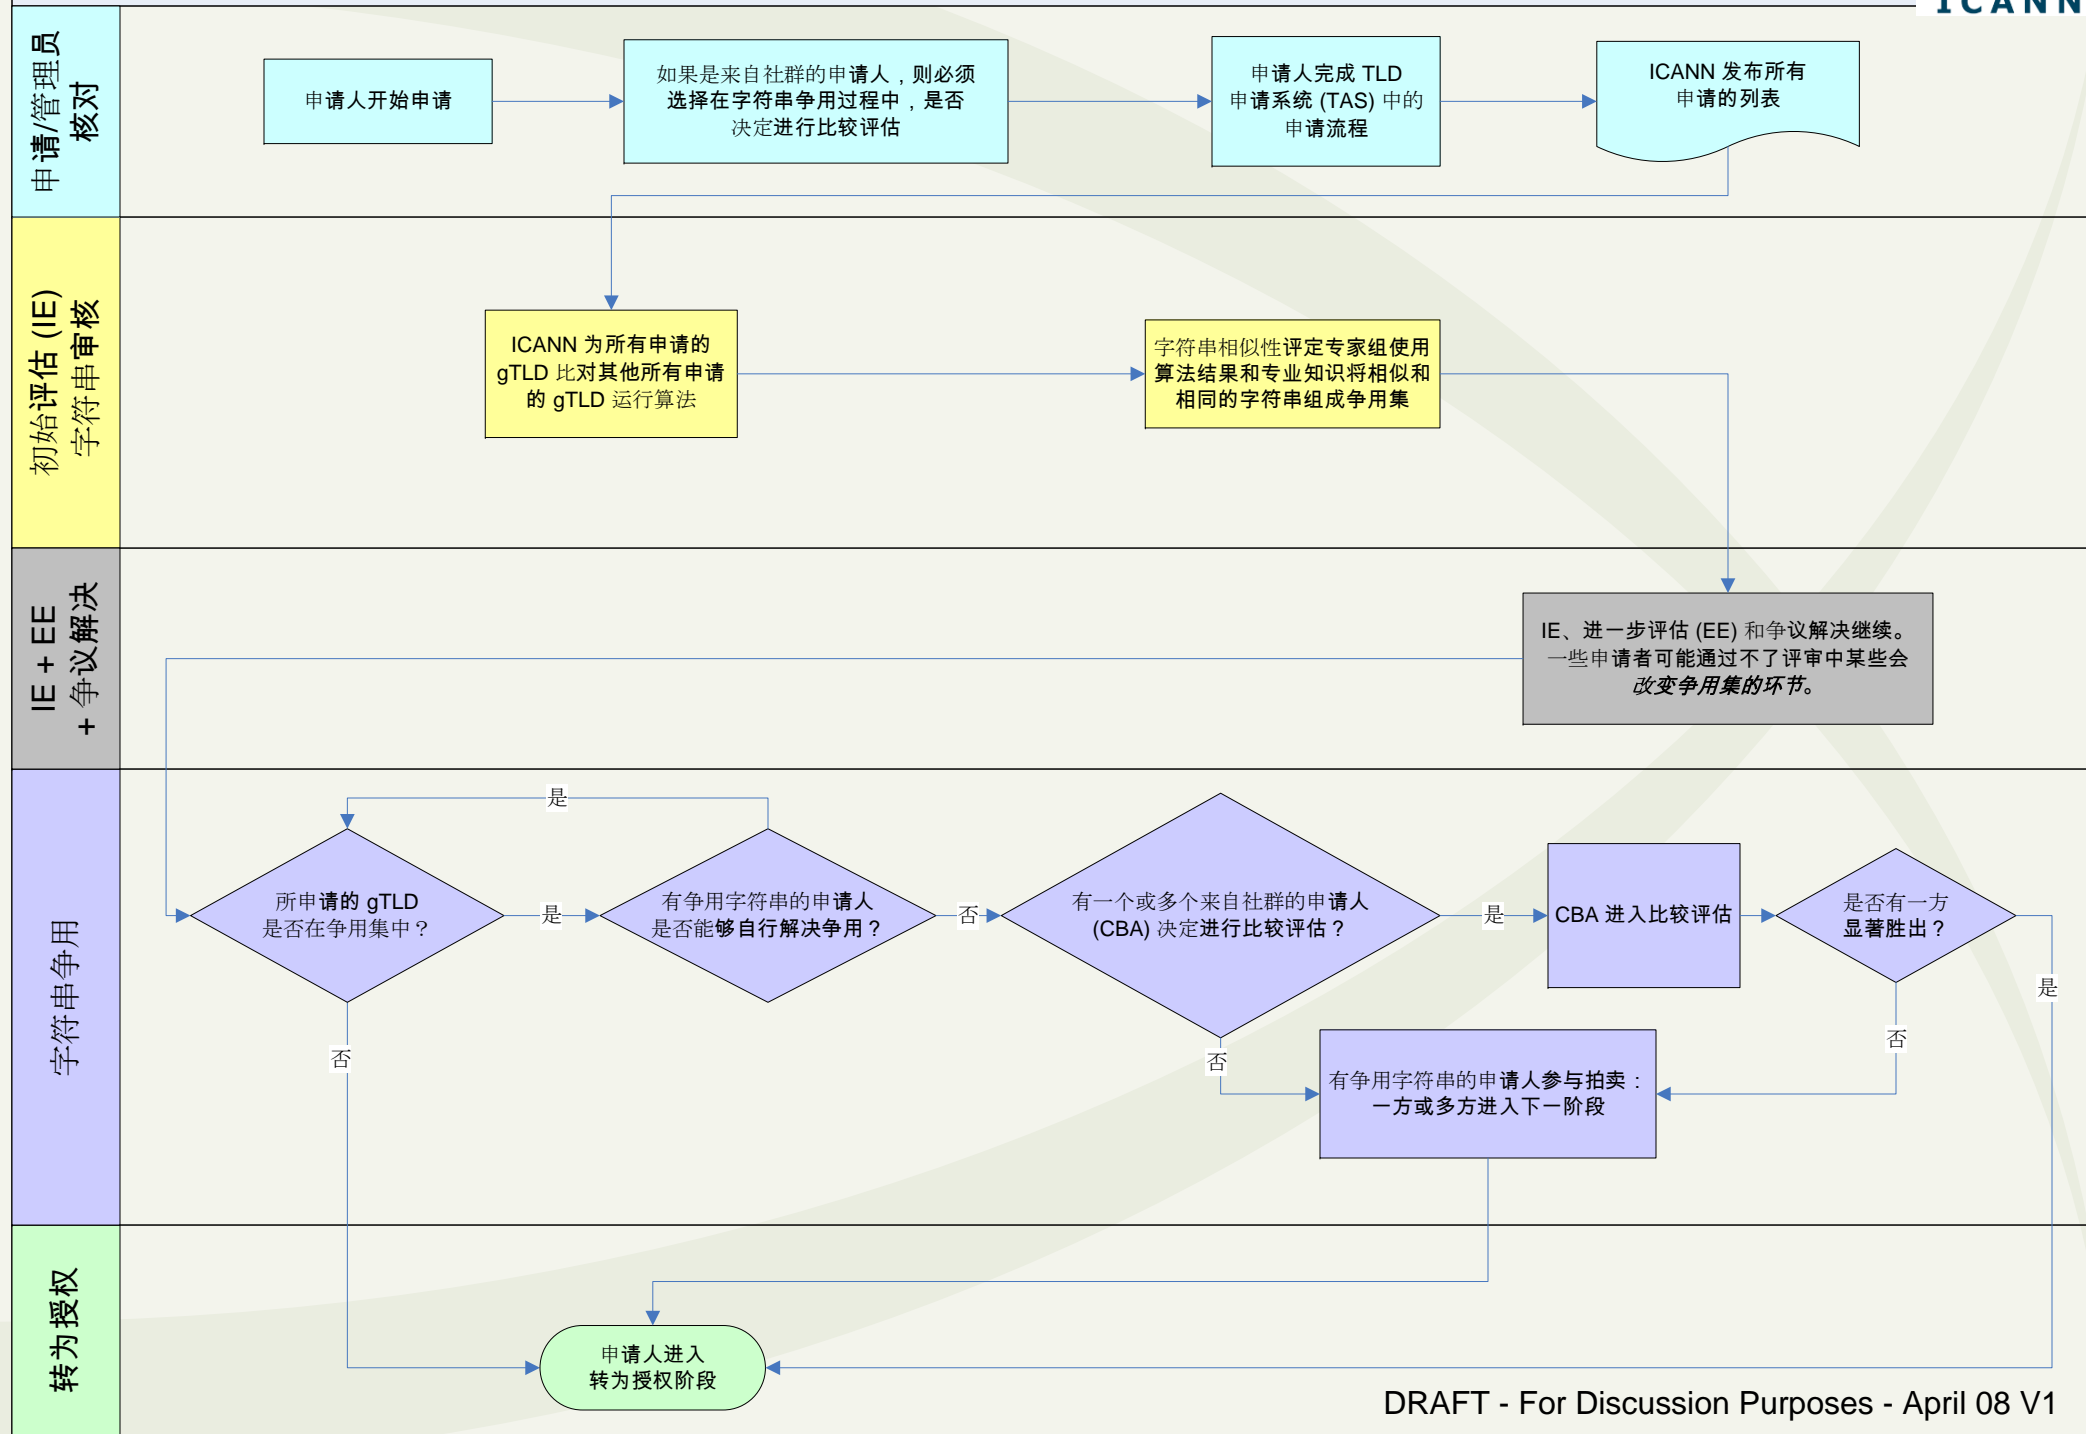 ICANN
申请/管理员
核对
申请人开始申请
如果是来自社群的申请人，则必须
选择在字符串争用过程中，是否
决定进行比较评估
申请人完成 TLD
申请系统 (TAS) 中的
申请流程
ICANN 发布所有
申请的列表
初始评估 (IE)
字符串审核
ICANN 为所有申请的
gTLD 比对其他所有申请
的 gTLD 运行算法
字符串相似性评定专家组使用
算法结果和专业知识将相似和
相同的字符串组成争用集
IE + EE
+ 争议解决
IE、进一步评估 (EE) 和争议解决继续。
一些申请者可能通过不了评审中某些会
改变争用集的环节。
字符串争用
是
所申请的 gTLD
是否在争用集中？
是
有争用字符串的申请人
是否能够自行解决争用？
否
有一个或多个来自社群的申请人
(CBA) 决定进行比较评估？
是
CBA 进入比较评估
是否有一方
显著胜出？
是
否
否
否
有争用字符串的申请人参与拍卖：
一方或多方进入下一阶段
转为授权
申请人进入
转为授权阶段
DRAFT - For Discussion Purposes - April 08 V1